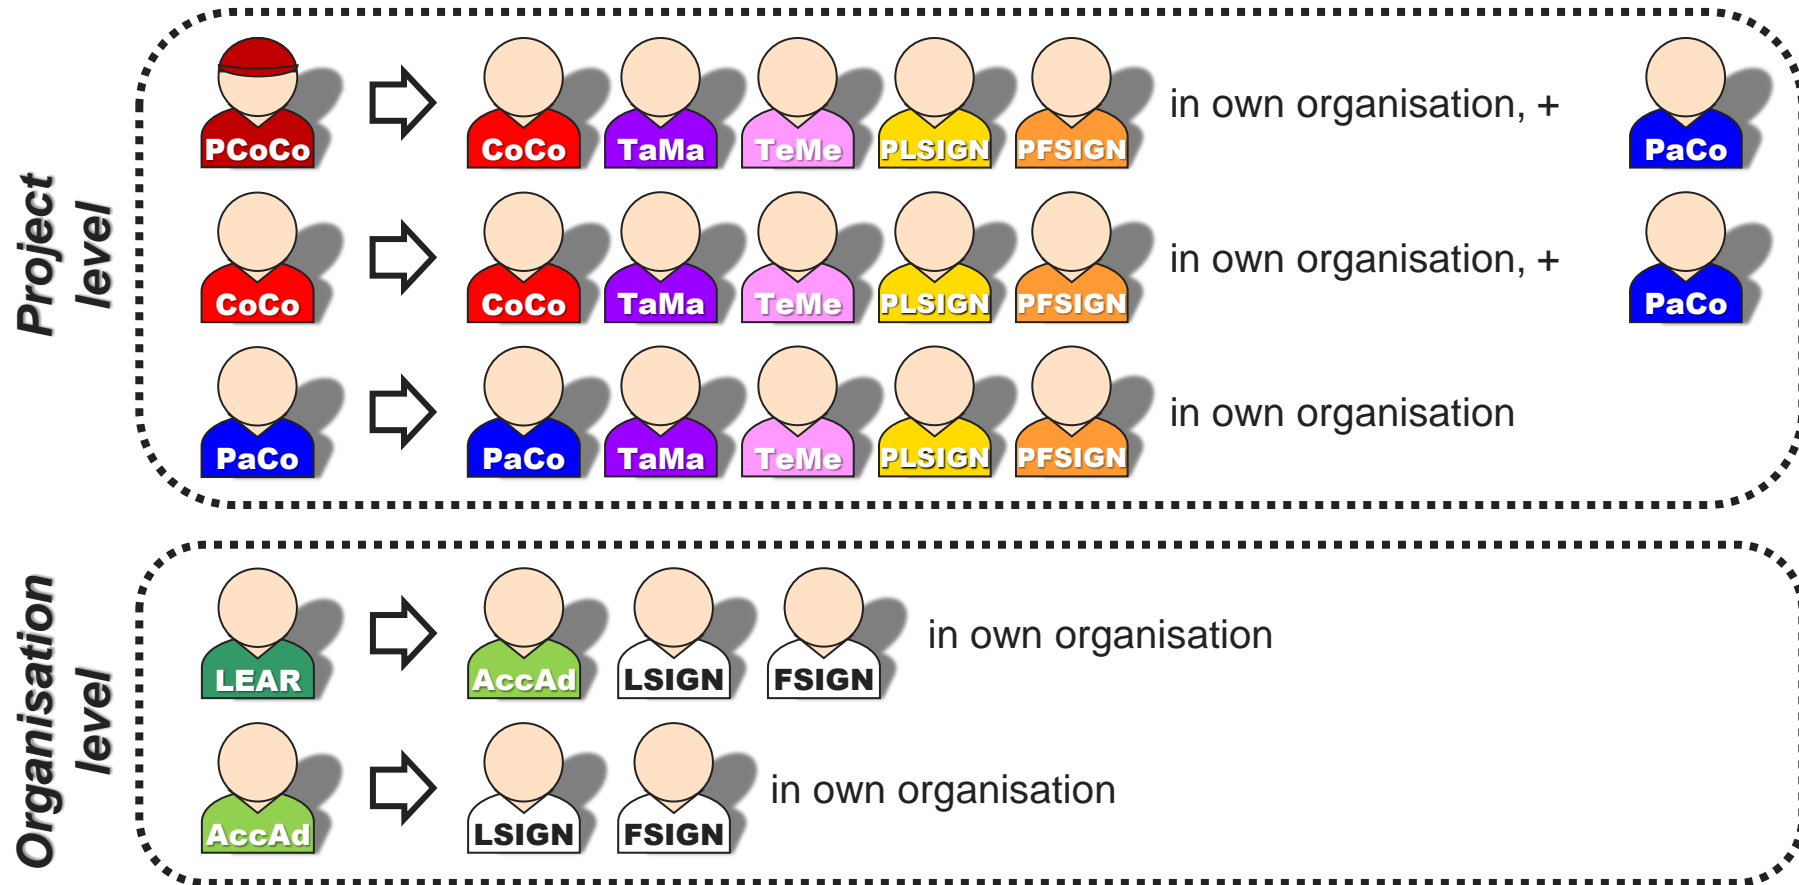 Project
level
PCoCo CoCo TaMa TeMe PLSIGN PFSIGN in own organisation, + PaCo
CoCo CoCo TaMa TeMe PLSIGN PFSIGN in own organisation, + PaCo
PaCo PaCo TaMa TeMe PLSIGN PFSIGN in own organisation
Organisation
level
LEAR AccAd LSIGN FSIGN in own organisation
AccAd LSIGN FSIGN in own organisation